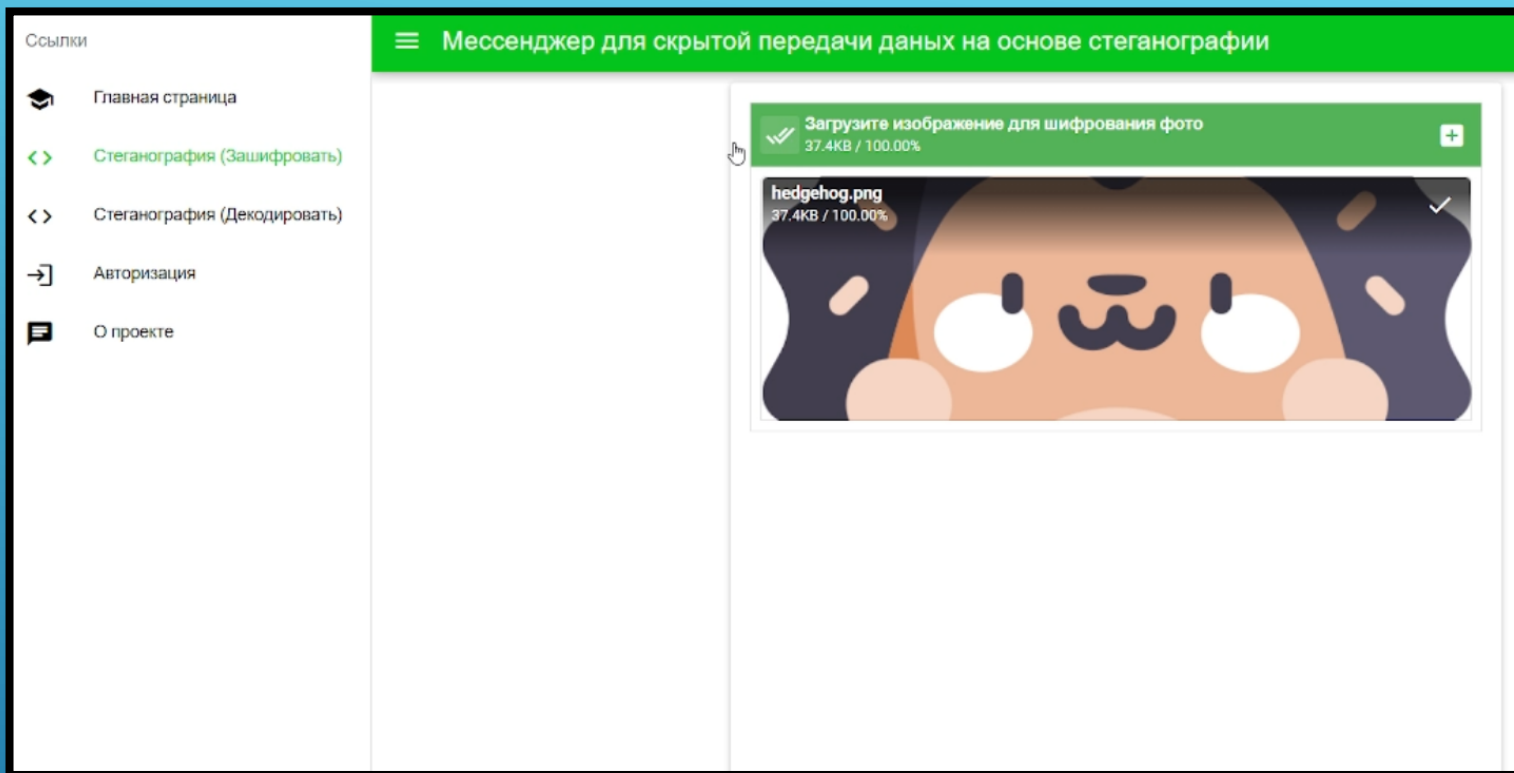 Ссылки
Мессенджер для скрытой передачи даных на основе стеганографии
Главная страница
Стеганография (Зашифровать)
Стеганография (Декодировать)
Авторизация
О проекте
Загрузите изображение для шифрования фото
37.4KB / 100.00%
hedgehog.png
37.4KB / 100.00%